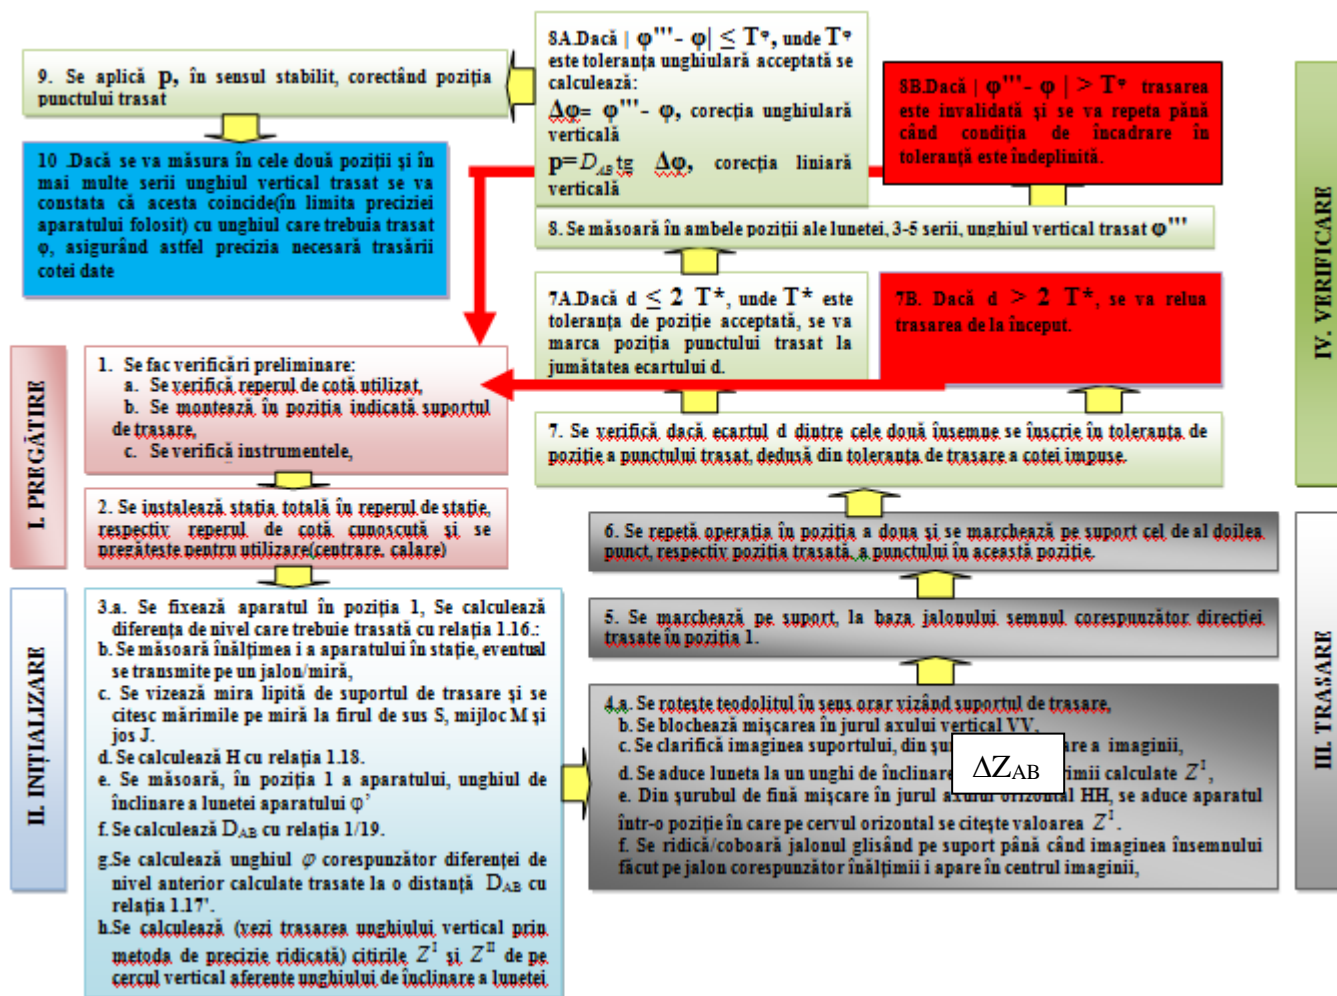 I. PREGĂTIRE
1. Se fac verificări preliminare:
a. Se verifică reperul de cotă utilizat,
b. Se montează în poziția indicată suportul
de trasare,
c. Se verifică instrumentele,
2. Se instalează stația totală în reperul de stație,
respectiv reperul de cotă cunoscută și se
pregătește pentru utilizare(centrare, calare)
II. INIȚIALIZARE
3.a. Se fixează aparatul în poziția 1, Se calculează
diferența de nivel care trebuie trasată cu relația 1.16.:
b. Se măsoară înălțimea i a aparatului în stație, eventual
se transmite pe un jalon/miră,
c. Se vizează mira lipită de suportul de trasare și se
citesc mărimile pe miră la firul de sus S, mijloc M și
jos J.
d. Se calculează H cu relația 1.18.
e. Se măsoară, în poziția 1 a aparatului, unghiul de
înclinare a lunetei aparatului φ'
f. Se calculează DAB cu relația 1/19.
g.Se calculează unghiul φ corespunzător diferenței de
nivel anterior calculate trasate la o distanță DAB cu
relația 1.17'.
h.Se calculează (vezi trasarea unghiului vertical prin
metoda de precizie ridicată) citirile Z^I și Z^II de pe
cercul vertical aferente unghiului de înclinare a lunetei
III. TRASARE
4.a. Se rotește teodolitul în sens orar vizând suportul de trasare,
b. Se blochează mișcarea în jurul axului vertical VV,
c. Se clarifică imaginea suportului, din șu are a imaginii,
d. Se aduce luneta la un unghi de încline rimii calculate Z^I,
ΔZAB
e. Din șurubul de fină mișcare în jurul axului orizontal HH, se aduce aparatul
într-o poziție în care pe cervul orizontal se citește valoarea Z^I.
f. Se ridică/coboară jalonul glisând pe suport până când imaginea însemnului
făcut pe jalon corespunzător înălțimii i apare în centrul imaginii,
5. Se marchează pe suport, la baza jalonului semnul corespunzător direcției
trasate în poziția 1.
6. Se repetă operația în poziția a doua și se marchează pe suport cel de al doilea
punct, respectiv poziția trasată, a punctului în această poziție.
IV. VERIFICARE
7. Se verifică dacă ecartul d dintre cele două însemne se înscrie în toleranța de
poziție a punctului trasat, dedusă din toleranța de trasare a cotei impuse.
7A.Dacă d ≤ 2 T*, unde T* este
toleranța de poziție acceptată, se va
marca poziția punctului trasat la
jumătatea ecartului d.
7B. Dacă d > 2 T*, se va relua
trasarea de la început.
8. Se măsoară în ambele poziții ale lunetei, 3-5 serii, unghiul vertical trasat φ'''
8A.Dacă | φ'''- φ| ≤ Tᵠ, unde Tᵠ
este toleranța unghiulară acceptată se
calculează:
Δφ= φ'''- φ, corecția unghiulară
verticală
p=DAB tg Δφ, corecția liniară
verticală
8B.Dacă | φ'''- φ | > Tᵠ trasarea
este invalidată și se va repeta până
când condiția de încadrare în
toleranță este îndeplinită.
9. Se aplică p, în sensul stabilit, corectând poziția
punctului trasat
10 .Dacă se va măsura în cele două poziții și în
mai multe serii unghiul vertical trasat se va
constata că acesta coincide(în limita preciziei
aparatului folosit) cu unghiul care trebuia trasat
φ, asigurând astfel precizia necesară trasării
cotei date